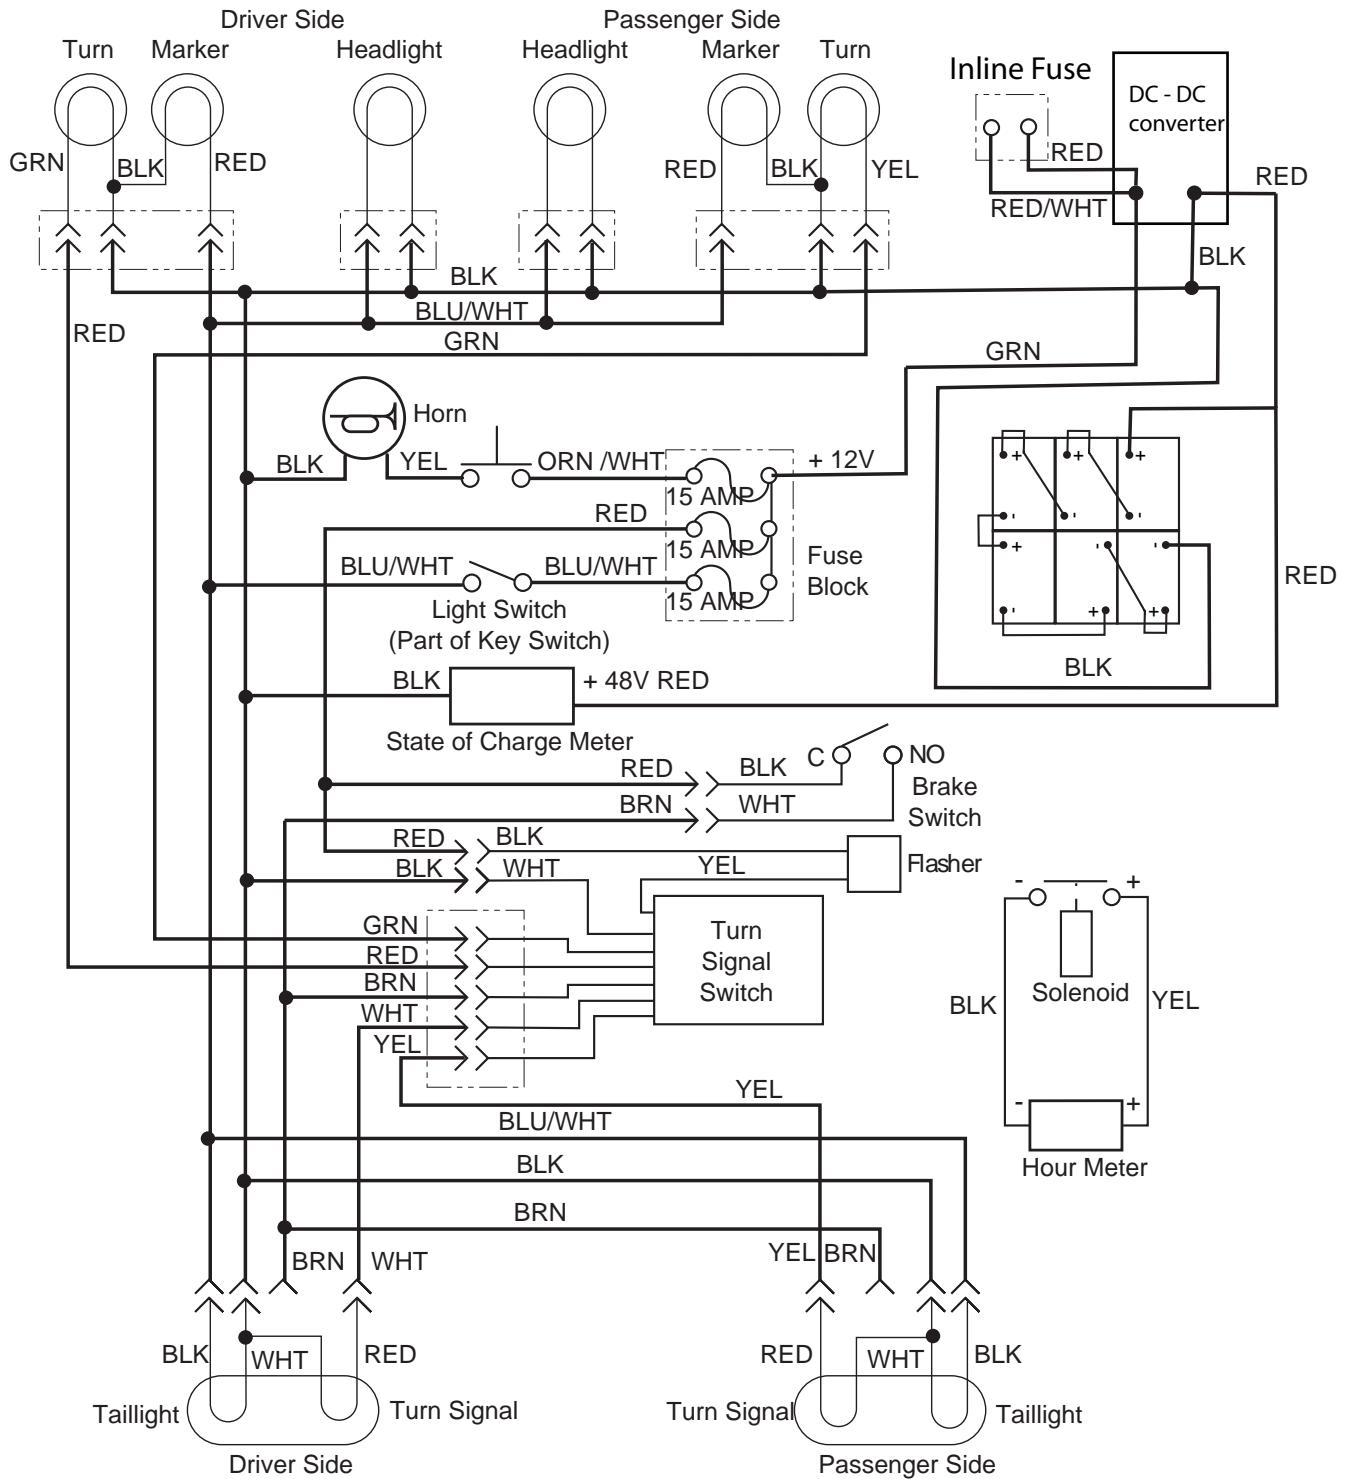 Driver Side
Passenger Side
Turn
Marker
Headlight
Headlight
Marker
Turn
Inline Fuse
DC - DC
converter
GRN
BLK
RED
RED
BLK
YEL
RED
RED/WHT
RED
BLK
BLK
BLU/WHT
RED
GRN
GRN
Horn
BLK
YEL
ORN /WHT
+ 12V
15 AMP
RED
15 AMP
Fuse
Block
BLU/WHT
BLU/WHT
15 AMP
Light Switch
(Part of Key Switch)
+
+
+
-
-
-
+
-
-
-
+
+
RED
BLK
BLK
+ 48V RED
State of Charge Meter
C
NO
RED
BLK
Brake
Switch
BRN
WHT
RED
BLK
Flasher
BLK
WHT
YEL
GRN
RED
BRN
WHT
YEL
Turn
Signal
Switch
-
+
Solenoid
BLK
YEL
-
+
Hour Meter
YEL
BLU/WHT
BLK
BRN
BRN
WHT
YEL
BRN
BLK
WHT
RED
RED
WHT
BLK
Taillight
Turn Signal
Turn Signal
Taillight
Driver Side
Passenger Side